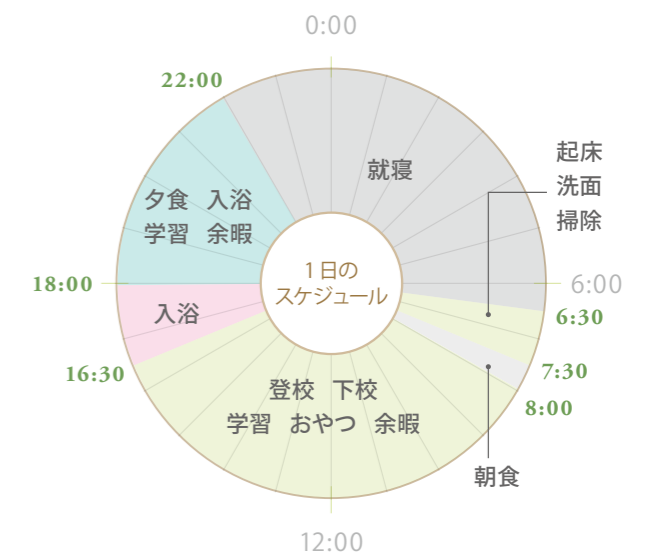 0:00
22:00
就寝
起床
洗面
掃除
夕食 入浴
学習 余暇
1日の
スケジュール
18:00
6:00
入浴
6:30
16:30
7:30
登校 下校
学習 おやつ 余暇
8:00
朝食
12:00